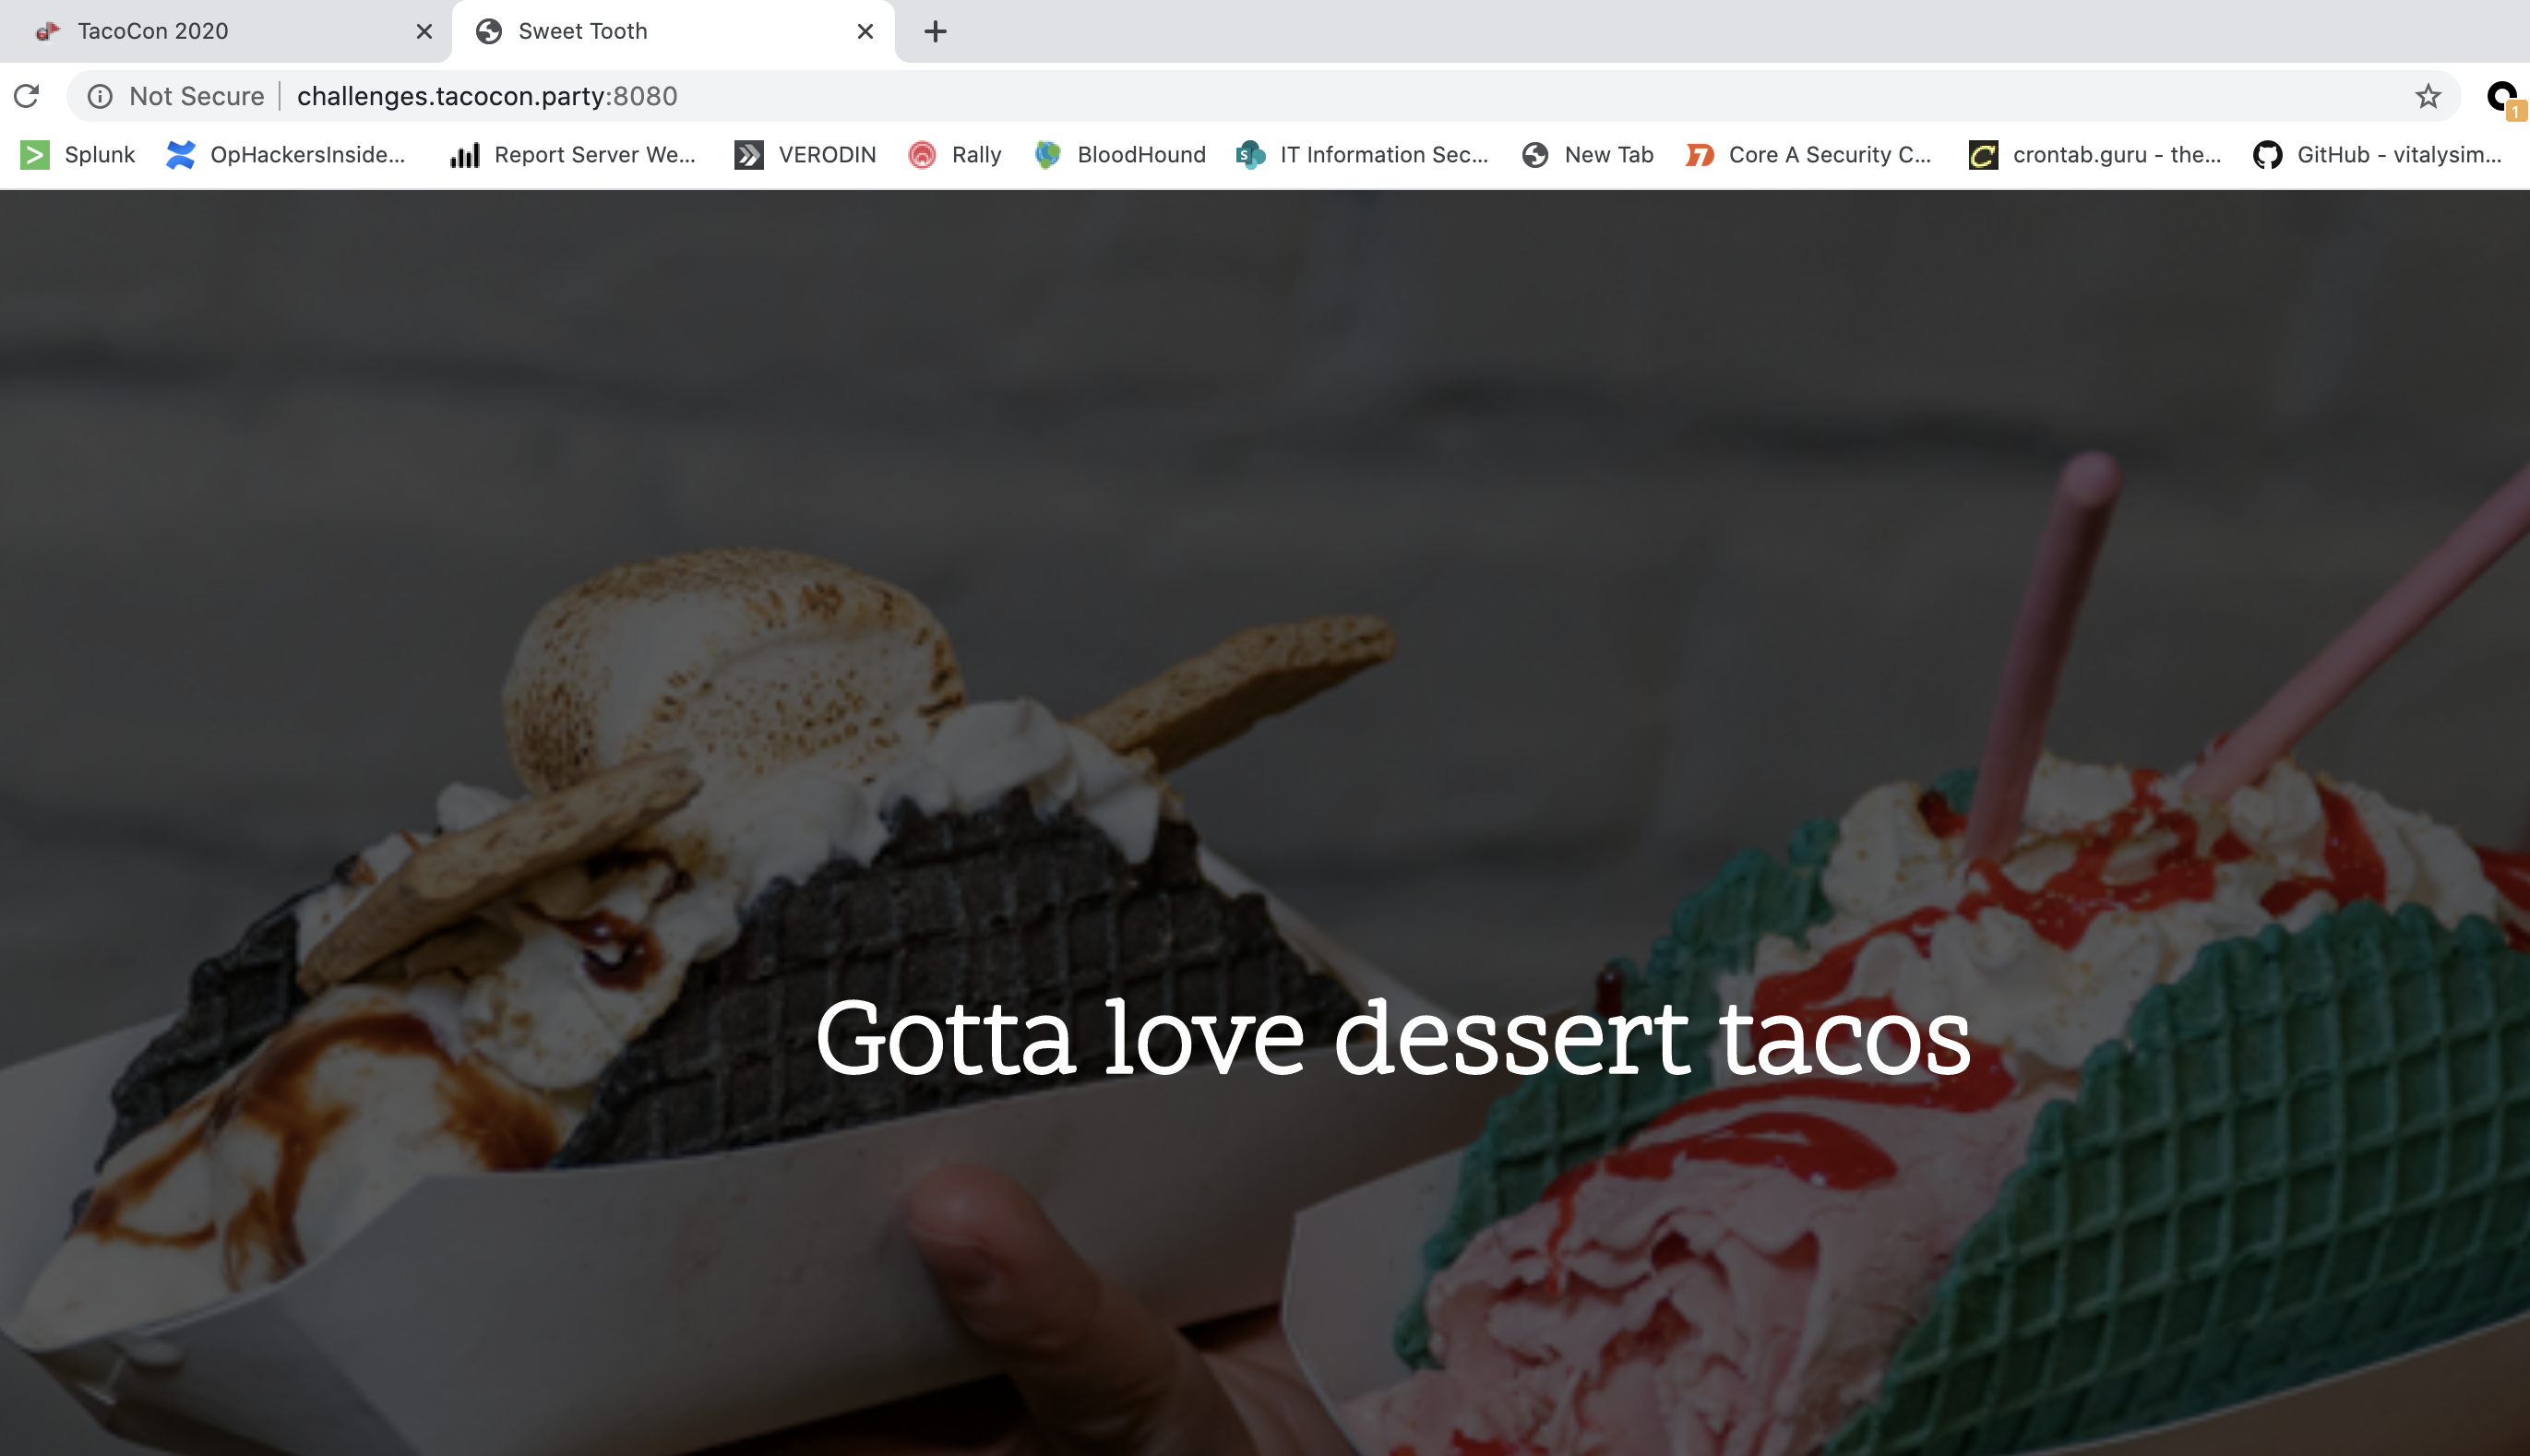 TacoCon 2020
Sweet Tooth
Not Secure challenges.tacocon.party:8080
1
Splunk OpHackersInside... Report Server We... VERODIN Rally BloodHound IT Information Sec... New Tab Core A Security C... crontab.guru - the... GitHub - vitalysim...
Gotta love dessert tacos